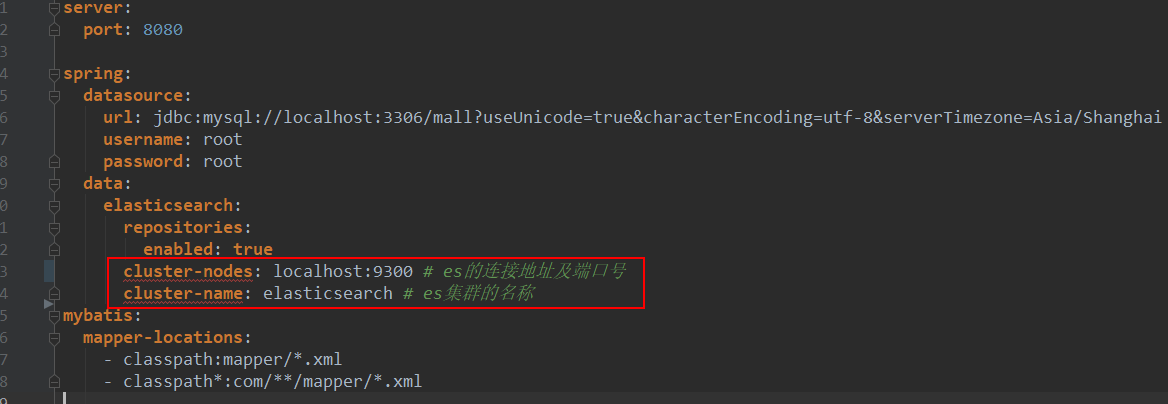 1 server:
2 port: 8080
3
4 spring:
5 datasource:
6 url: jdbc:mysql://localhost:3306/mall?useUnicode=true&characterEncoding=utf-8&serverTimezone=Asia/Shanghai
7 username: root
8 password: root
9 data:
0 elasticsearch:
1 repositories:
2 enabled: true
3 cluster-nodes: localhost:9300 # es的连接地址及端口号
4 cluster-name: elasticsearch # es集群的名称
5 mybatis:
6 mapper-locations:
7 - classpath:mapper/*.xml
8 - classpath*:com/**/mapper/*.xml
9